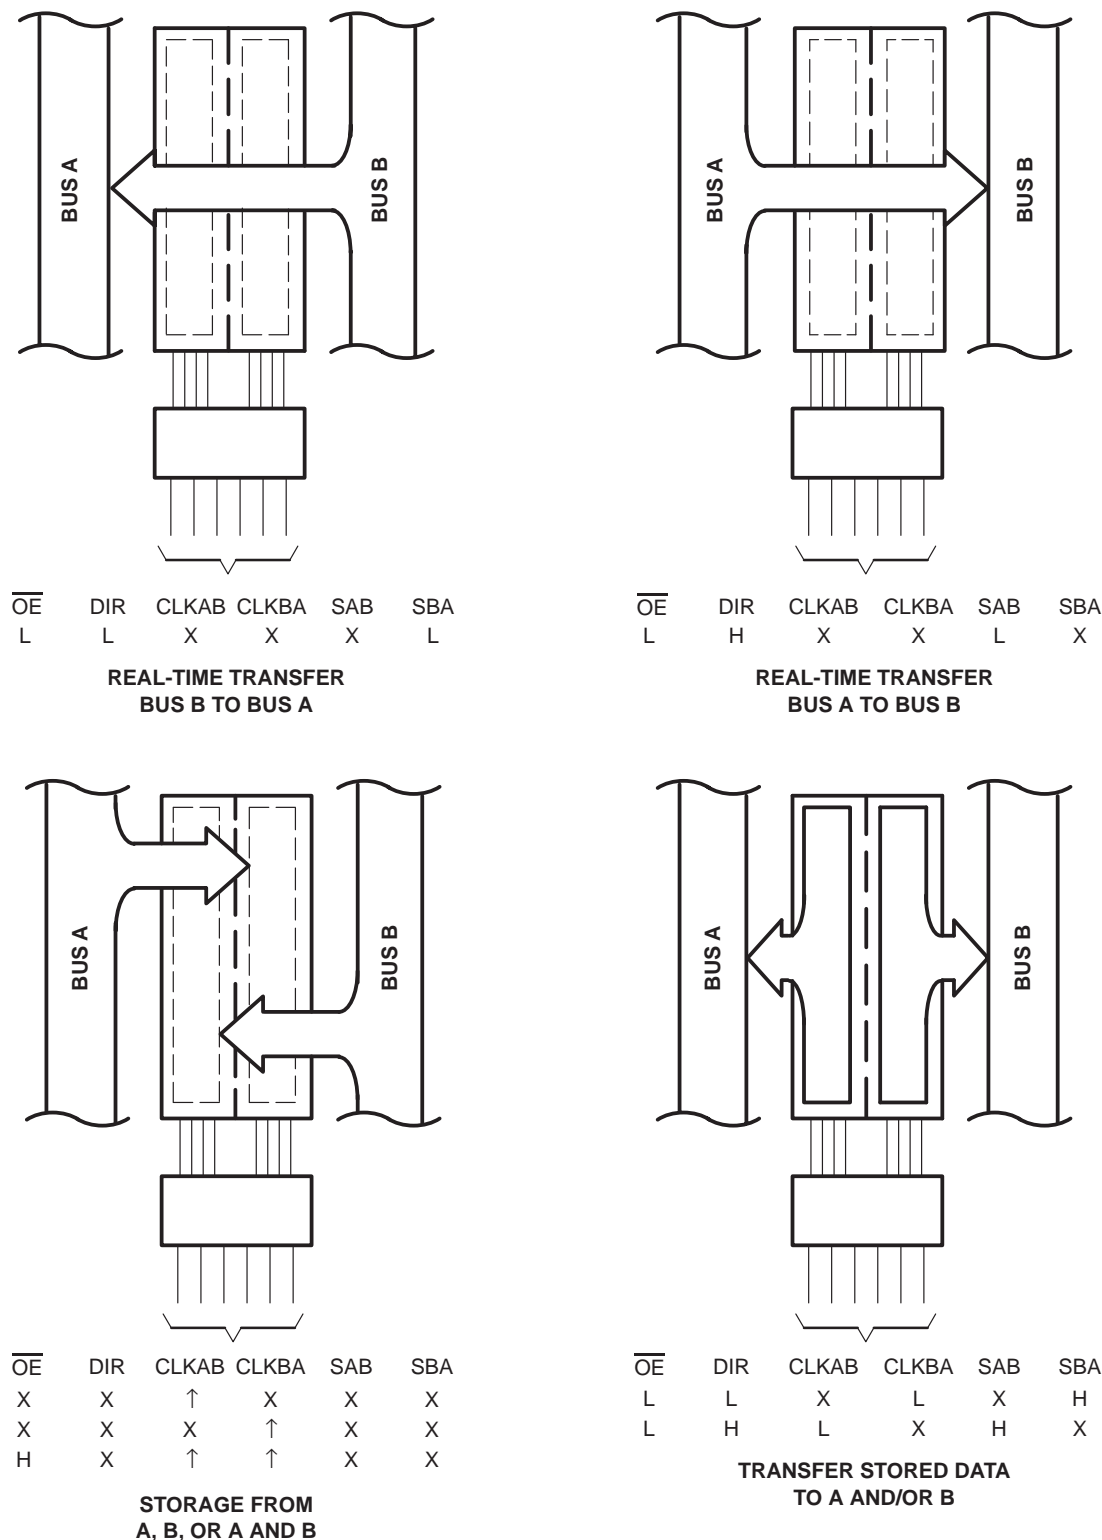 BUS A
BUS B
BUS A
BUS B
OE DIR CLKAB CLKBA SAB SBA
L L X X X L
REAL-TIME TRANSFER
BUS B TO BUS A
OE DIR CLKAB CLKBA SAB SBA
L H X X L X
REAL-TIME TRANSFER
BUS A TO BUS B
BUS A
BUS B
BUS A
BUS B
OE DIR CLKAB CLKBA SAB SBA
X X ↑ X X X
X X X ↑ X X
H X ↑ ↑ X X
STORAGE FROM
A, B, OR A AND B
OE DIR CLKAB CLKBA SAB SBA
L L X L X H
L H L X H X
TRANSFER STORED DATA
TO A AND/OR B